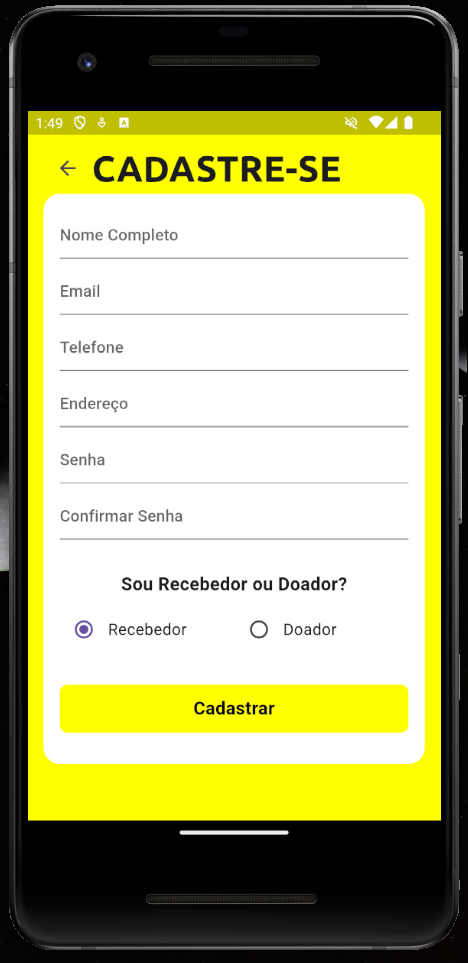 1:49
CADASTRE-SE
Nome Completo
Email
Telefone
Endereço
Senha
Confirmar Senha
Sou Recebedor ou Doador?
Recebedor Doador
Cadastrar